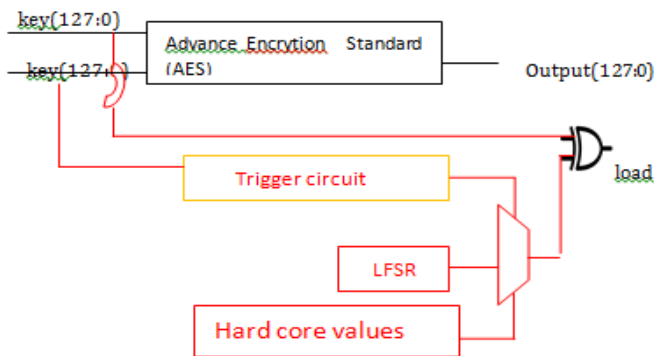 key(127:0)
Advance Encrytion Standard
(AES)
key(127: )
Output(127:0)
load
Trigger circuit
LFSR
Hard core values